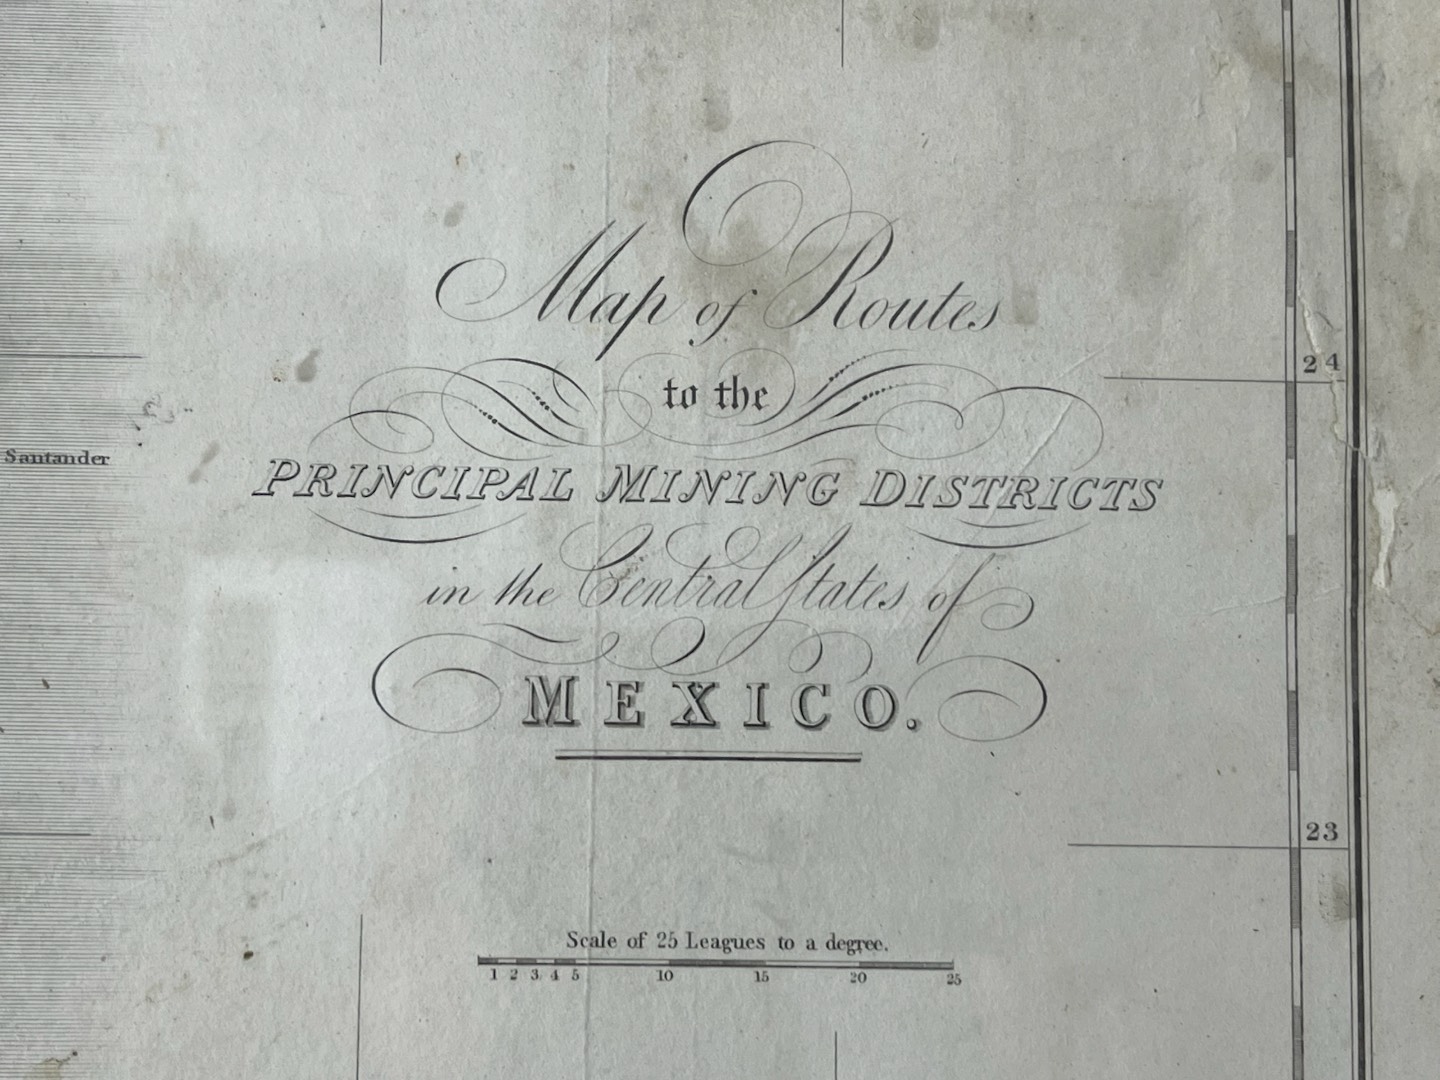 Map of Routes
to the
PRINCIPAL MINING DISTRICTS
in the Central States of
MEXICO.
24
Santander
23
Scale of 25 Leagues to a degree.
1 2 3 4 5 10 15 20 25